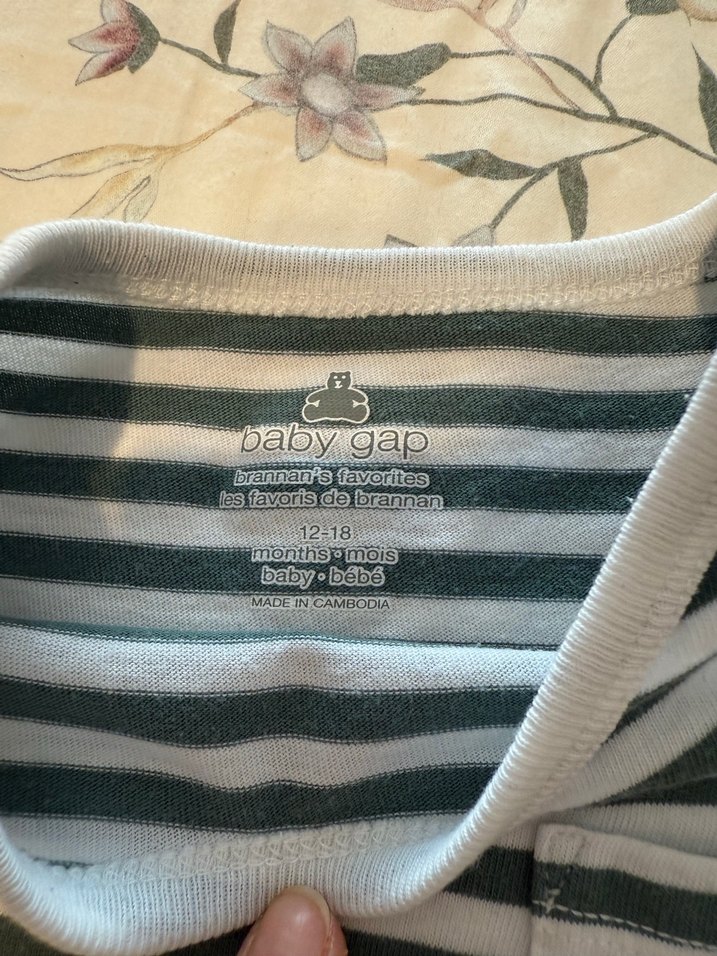 baby gap
brannan's favorites
les favoris de brannan
12-18
months • mois
baby • bébé
MADE IN CAMBODIA